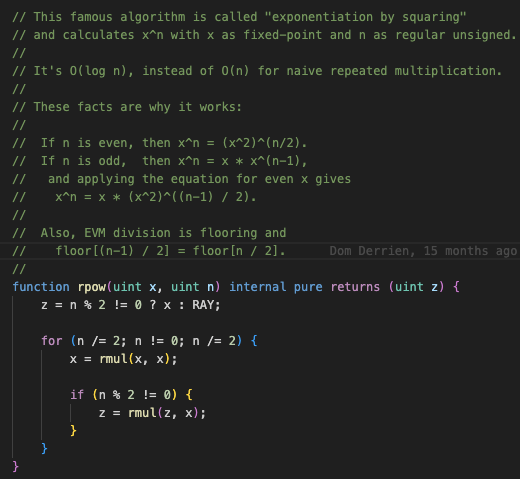 // This famous algorithm is called "exponentiation by squaring"
// and calculates x^n with x as fixed-point and n as regular unsigned.
//
// It's O(log n), instead of O(n) for naive repeated multiplication.
//
// These facts are why it works:
//
//  If n is even, then x^n = (x^2)^(n/2).
//  If n is odd,  then x^n = x * x^(n-1),
//   and applying the equation for even x gives
//    x^n = x * (x^2)^((n-1) / 2).
//
//  Also, EVM division is flooring and
//    floor[(n-1) / 2] = floor[n / 2].      Dom Derrien, 15 months ago
//
function rpow(uint x, uint n) internal pure returns (uint z) {
    z = n % 2 != 0 ? x : RAY;

    for (n /= 2; n != 0; n /= 2) {
        x = rmul(x, x);

        if (n % 2 != 0) {
            z = rmul(z, x);
        }
    }
}